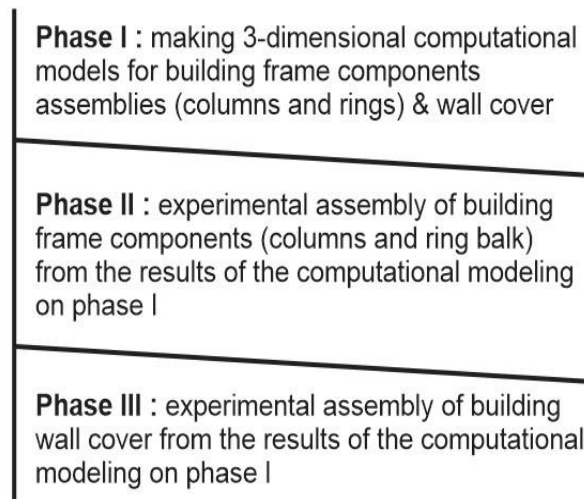 Phase I : making 3-dimensional computational
models for building frame components
assemblies (columns and rings) & wall cover
Phase II : experimental assembly of building
frame components (columns and ring balk)
from the results of the computational modeling
on phase I
Phase III : experimental assembly of building
wall cover from the results of the computational
modeling on phase I